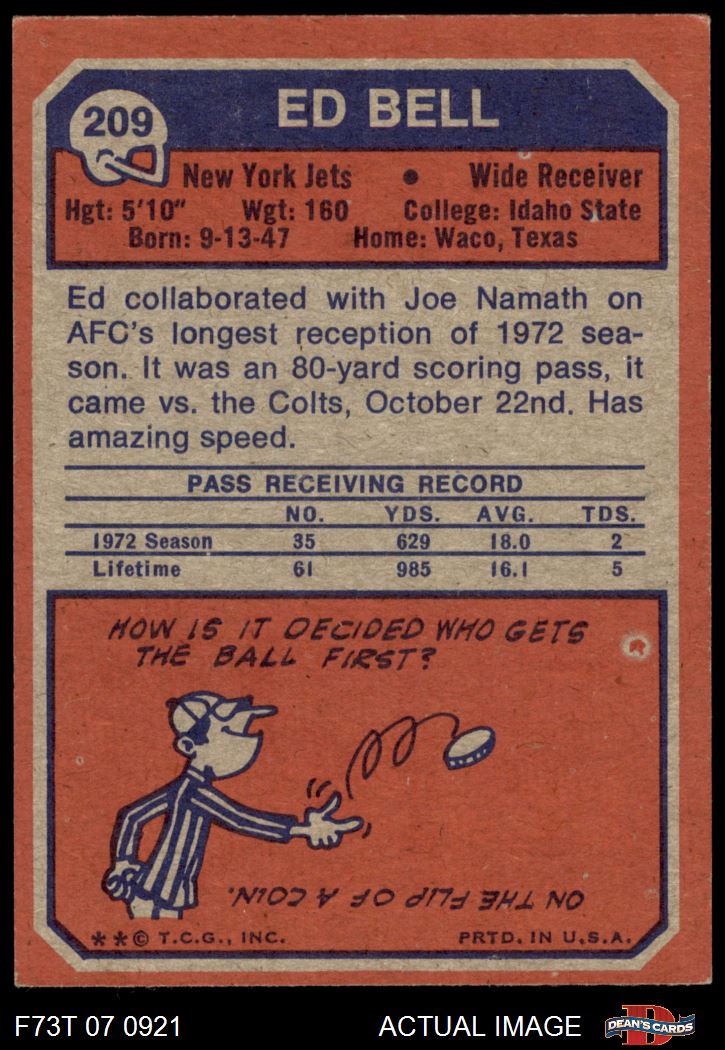 209
ED BELL
New York Jets • Wide Receiver
Hgt: 5'10" Wgt: 160 College: Idaho State
Born: 9-13-47 Home: Waco, Texas
Ed collaborated with Joe Namath on
AFC's longest reception of 1972 sea-
son. It was an 80-yard scoring pass, it
came vs. the Colts, October 22nd. Has
amazing speed.
PASS RECEIVING RECORD
NO. YDS. AVG. TDS.
1972 Season 35 629 18.0 2
Lifetime 61 985 16.1 5
HOW IS IT DECIDED WHO GETS
THE BALL FIRST?
ON THE FLIP OF A COIN.
**© T.C.G., INC. PRTD. IN U.S.A.
F73T 07 0921 ACTUAL IMAGE D DEAN'S CARDS